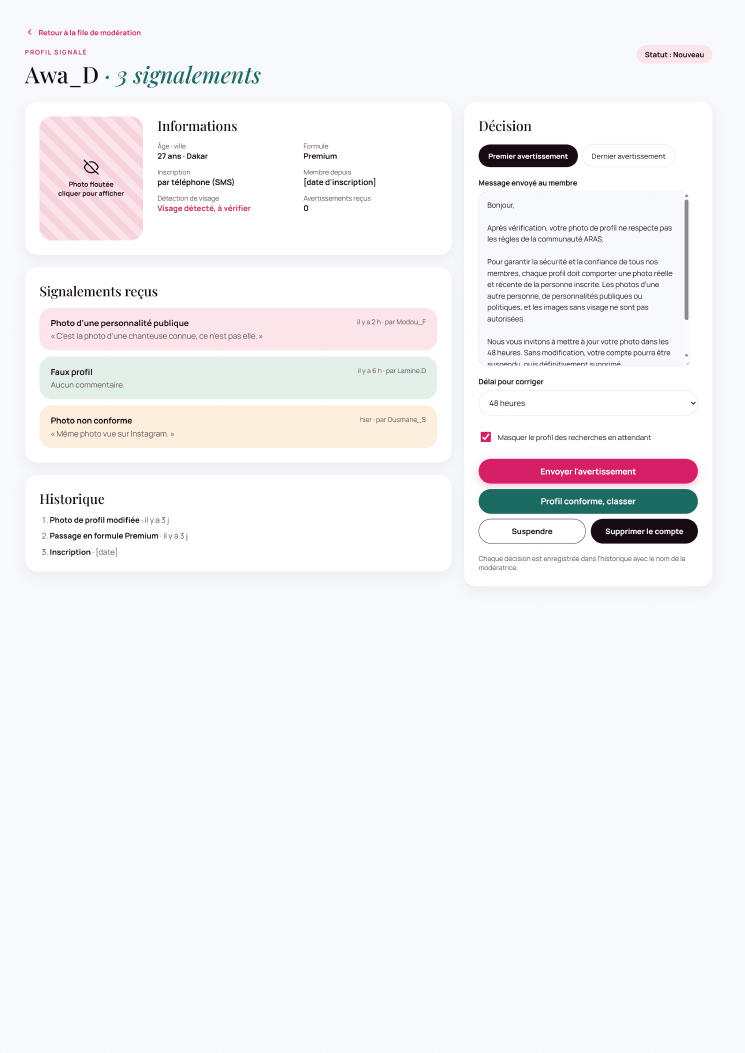 Retour à la file de modération
PROFIL SIGNALÉ
Awa_D · 3 signalements
Statut : Nouveau
Photo floutée
cliquer pour afficher
Informations
Âge · ville
27 ans · Dakar
Formule
Premium
Inscription
par téléphone (SMS)
Membre depuis
[date d'inscription]
Détection de visage
Visage détecté, à vérifier
Avertissements reçus
0
Signalements reçus
Photo d'une personnalité publique
il y a 2 h · par Modou_F
« C'est la photo d'une chanteuse connue, ce n'est pas elle. »
Faux profil
il y a 6 h · par Lamine.D
Aucun commentaire.
Photo non conforme
hier · par Ousmane_S
« Même photo vue sur Instagram. »
Historique
1. Photo de profil modifiée · il y a 3 j
2. Passage en formule Premium · il y a 3 j
3. Inscription · [date]
Décision
Premier avertissement
Dernier avertissement
Message envoyé au membre
Bonjour,
Après vérification, votre photo de profil ne respecte pas
les règles de la communauté ARAS.
Pour garantir la sécurité et la confiance de tous nos
membres, chaque profil doit comporter une photo réelle
et récente de la personne inscrite. Les photos d'une
autre personne, de personnalités publiques ou
politiques, et les images sans visage ne sont pas
autorisées.
Nous vous invitons à mettre à jour votre photo dans les
48 heures. Sans modification, votre compte pourra être
suspendu, puis définitivement supprimé.
Délai pour corriger
48 heures
Masquer le profil des recherches en attendant
Envoyer l'avertissement
Profil conforme, classer
Suspendre
Supprimer le compte
Chaque décision est enregistrée dans l'historique avec le nom de la
modératrice.